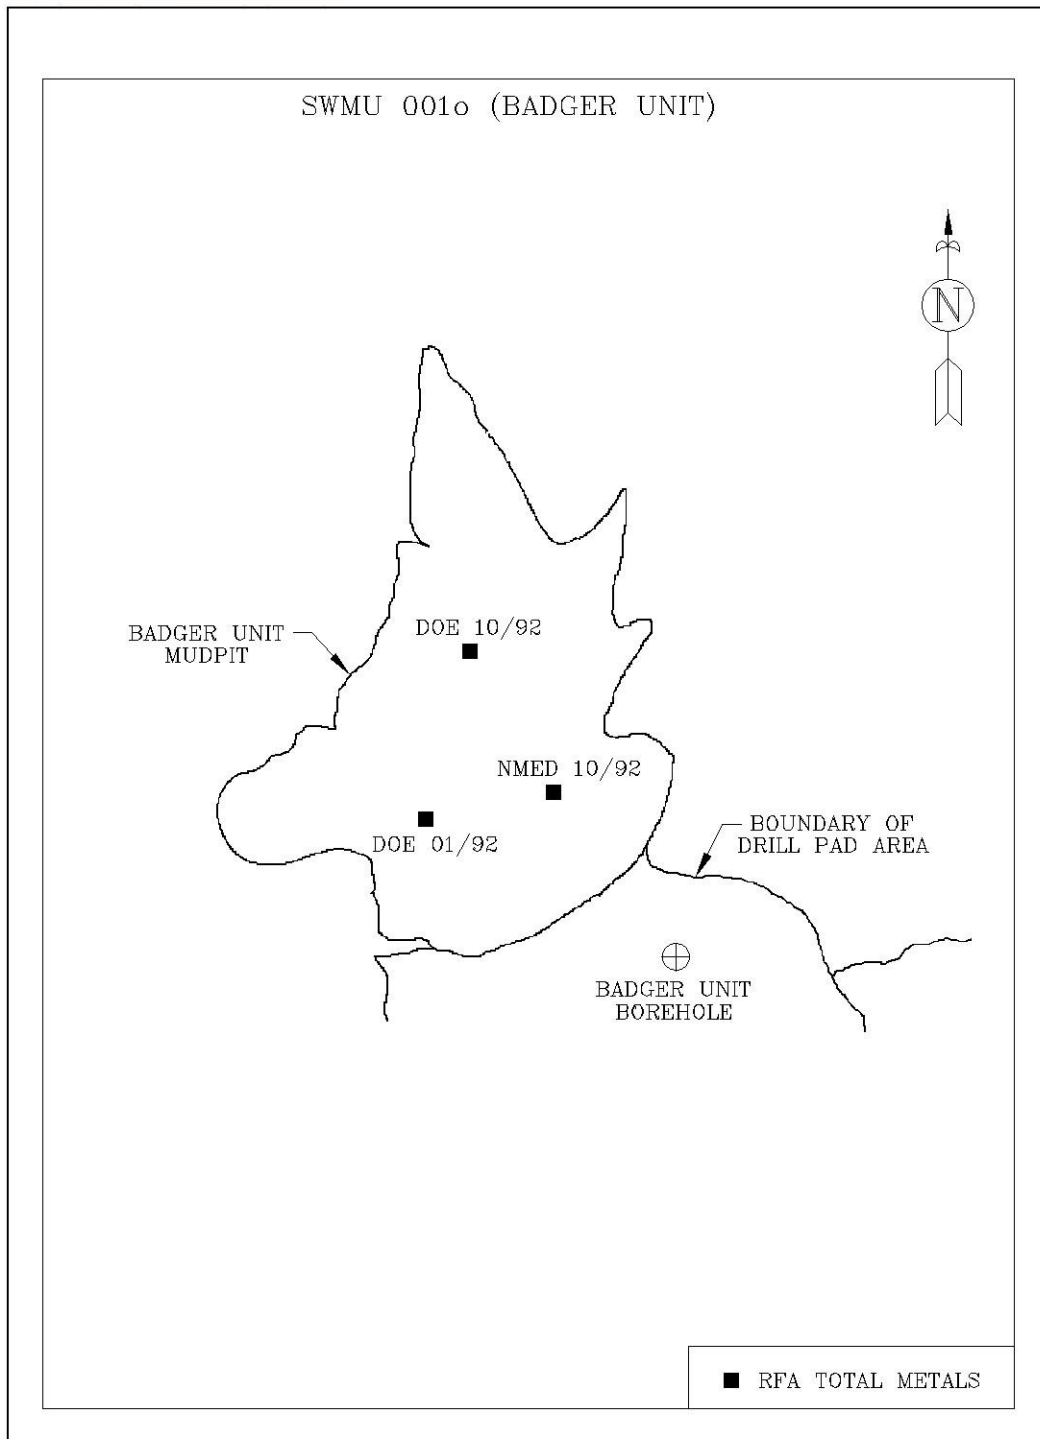 SWMU 001o (BADGER UNIT)
N
DOE 10/92
BADGER UNIT
MUDPIT
NMED 10/92
DOE 01/92
BOUNDARY OF
DRILL PAD AREA
BADGER UNIT
BOREHOLE
RFA TOTAL METALS